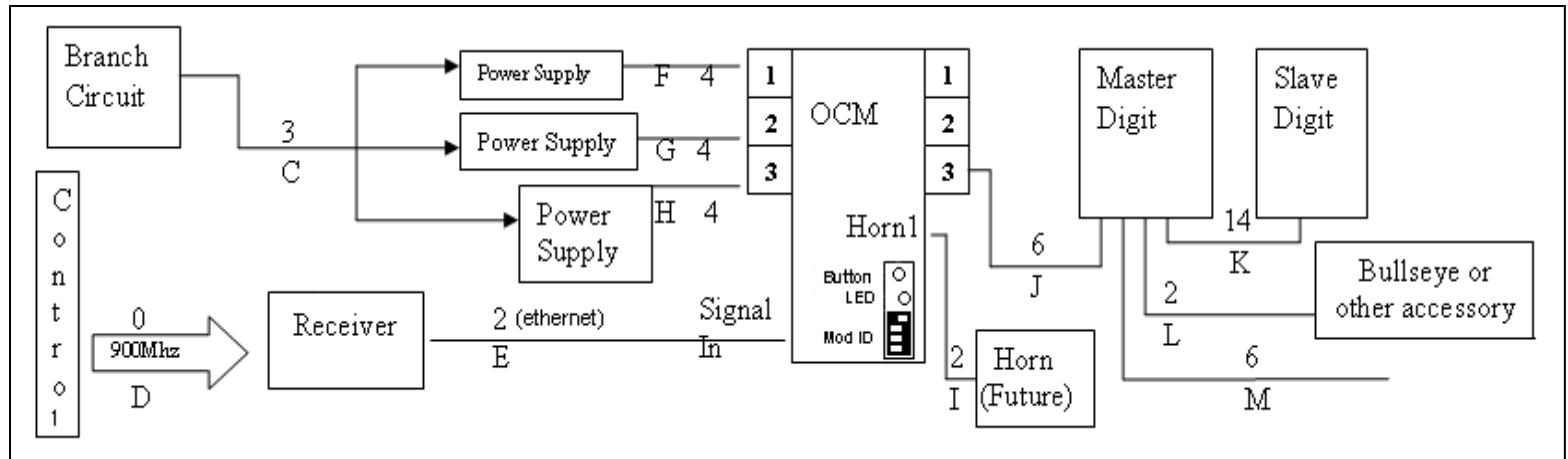 Branch
Circuit
3
C
Control
0
900Mhz
D
Power Supply
Power Supply
Power
Supply
F 4
G 4
H 4
Receiver
2 (ethernet)
E
Signal
In
1
2
3
OCM
1
2
3
Horn1
Button
LED
Mod ID
2
I
Horn
(Future)
6
J
Master
Digit
Slave
Digit
14
K
2
L
Bullseye or
other accessory
6
M